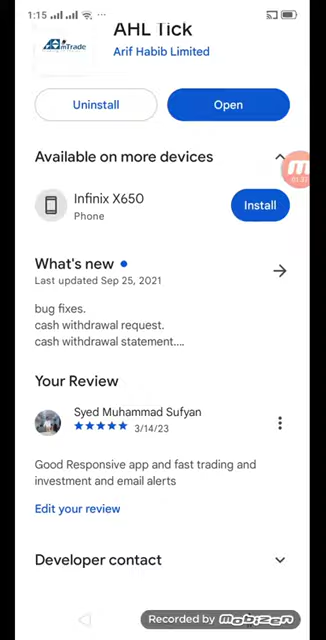 1:15
AHL Tick
Arif Habib Limited
Uninstall
Open
Available on more devices
Infinix X650
Phone
Install
What's new
Last updated Sep 25, 2021
bug fixes.
cash withdrawal request.
cash withdrawal statement....
Your Review
Syed Muhammad Sufyan
3/14/23
Good Responsive app and fast trading and
investment and email alerts
Edit your review
Developer contact
Recorded by MOBIZEN